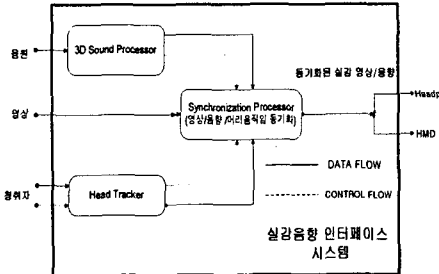 음원
3D Sound Processor
동기화된 실감 영상/음향
Headp
영상
Synchronization Processor
(영상/음향/머리움직임 동기화)
HMD
DATA FLOW
CONTROL FLOW
청취자
Head Tracker
실감음향 인터페이스
시스템